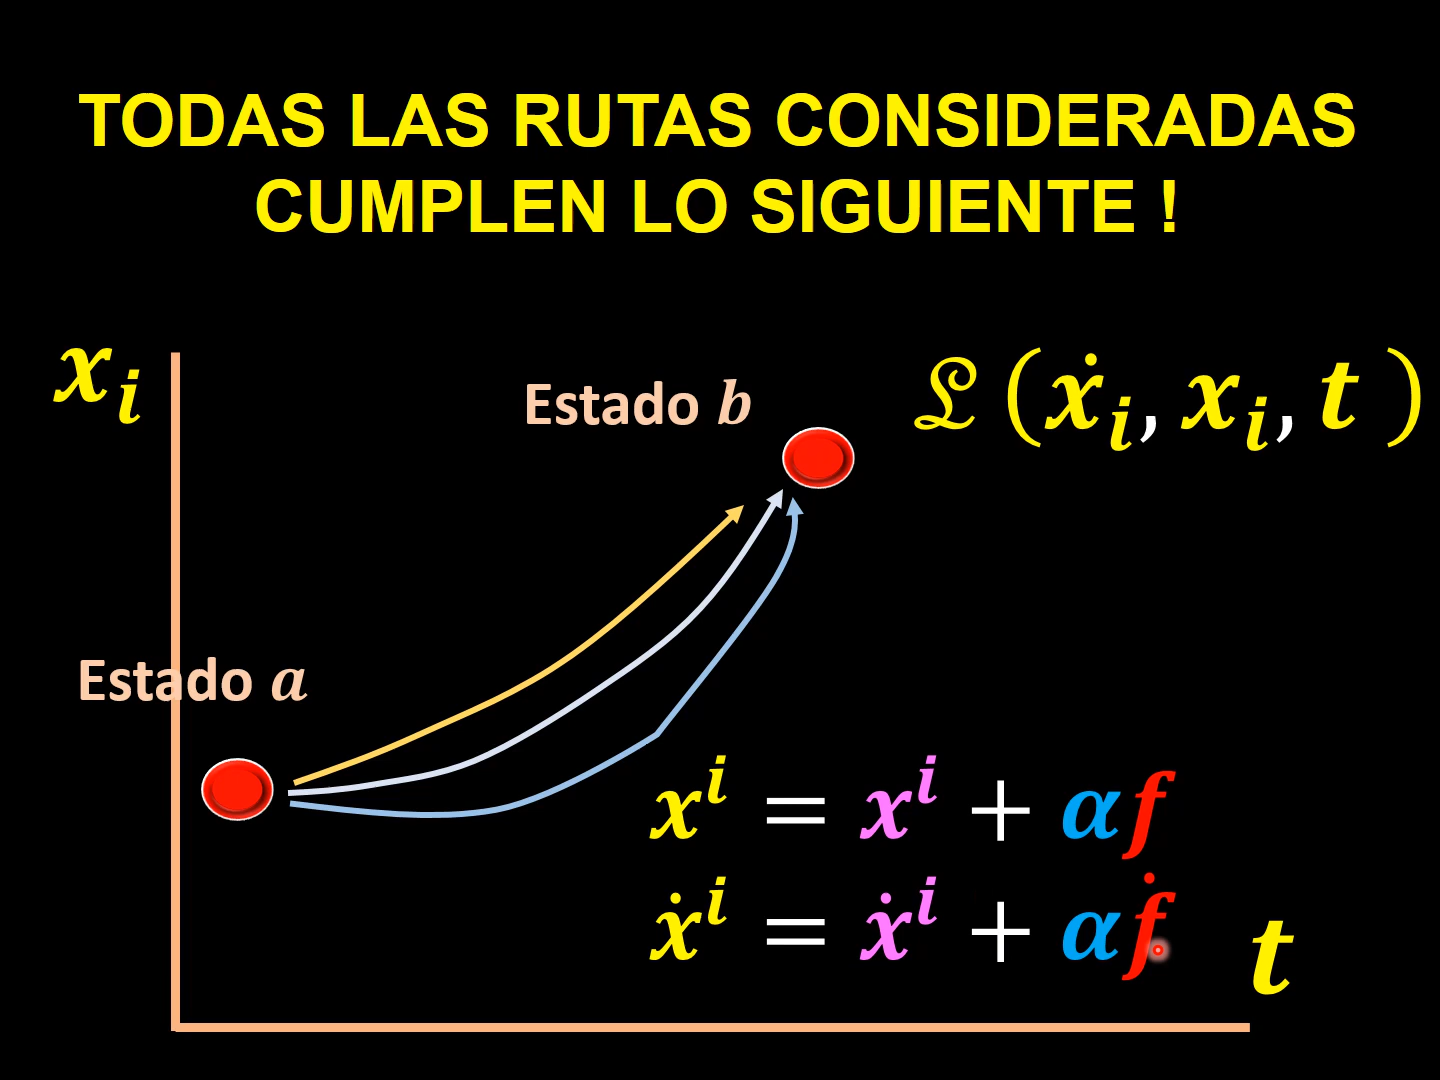 TODAS LAS RUTAS CONSIDERADAS
CUMPLEN LO SIGUIENTE !
xᵢ
Estado b
ℒ (ẋᵢ, xᵢ, t )
Estado a
xⁱ = xⁱ + αf
ẋⁱ = ẋⁱ + αḟ
t